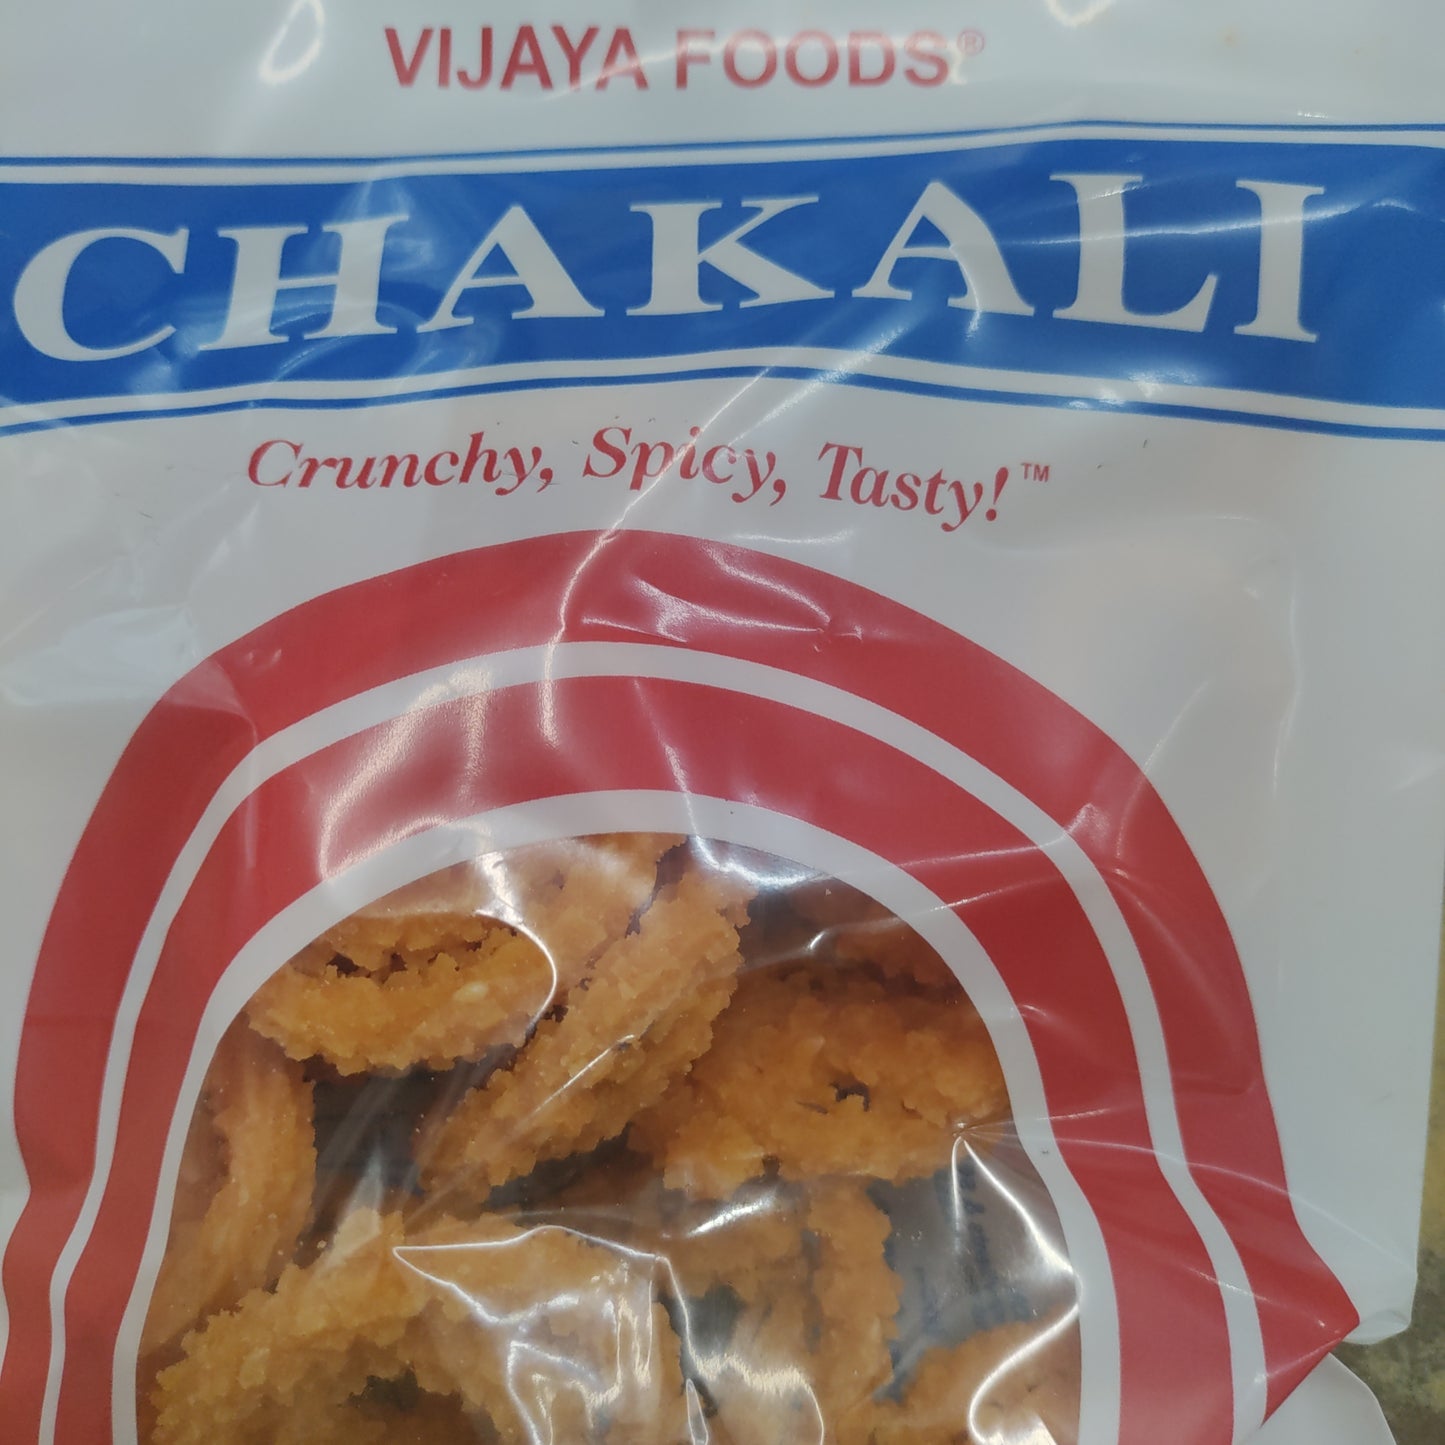 VIJAYA FOODS®
CHAKALI
Crunchy, Spicy, Tasty!™